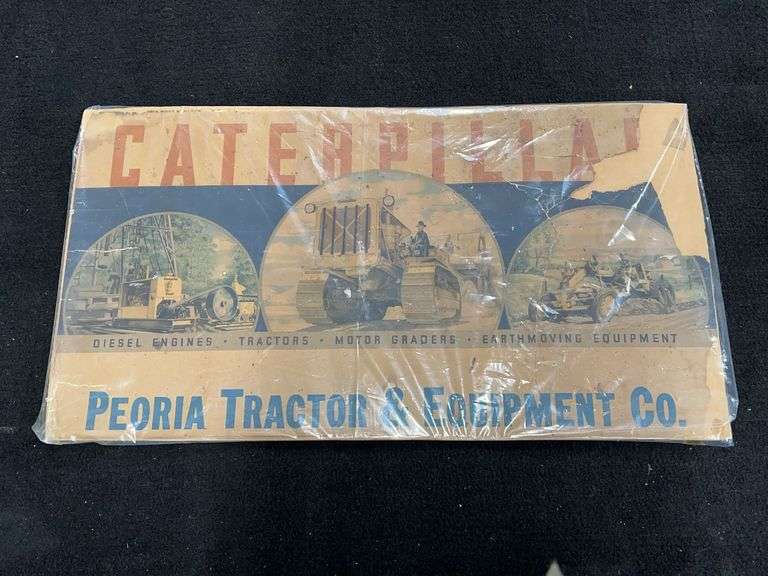 CATERPILLA
DIESEL ENGINES • TRACTORS • MOTOR GRADERS • EARTHMOVING EQUIPMENT
PEORIA TRACTOR & EQUIPMENT CO.